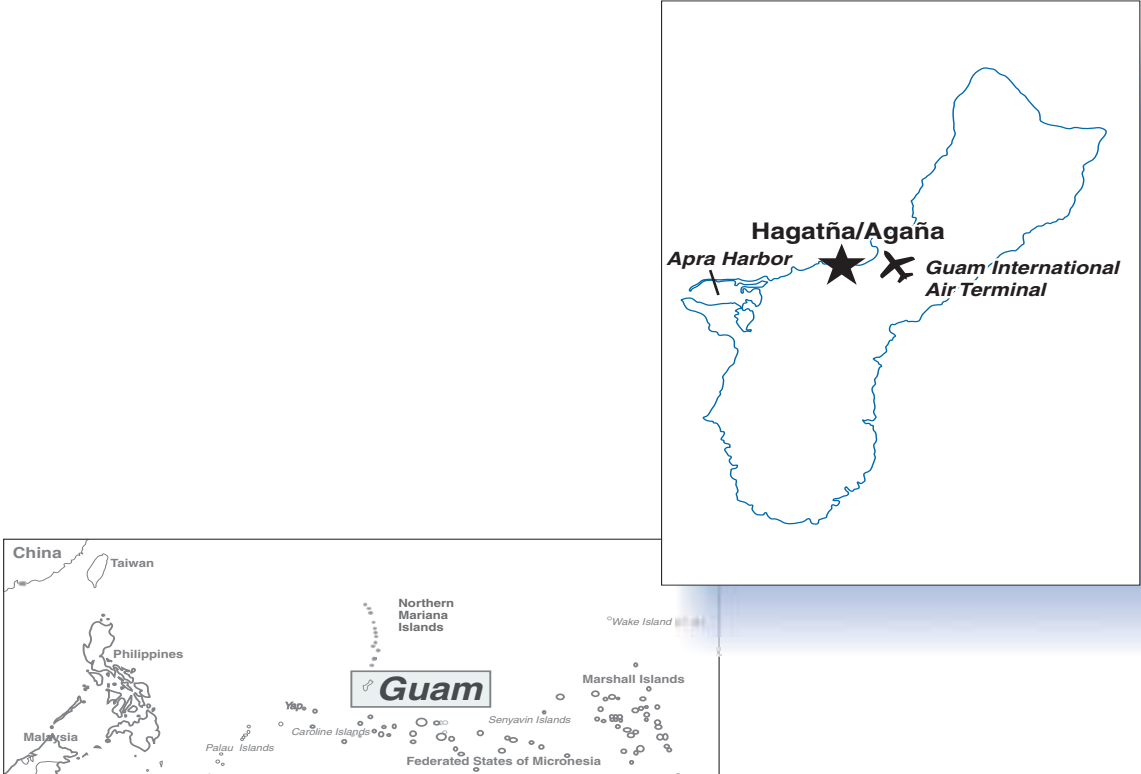 Hagatña/Agaña
Apra Harbor
Guam International
Air Terminal
China
Taiwan
Northern
Mariana
Islands
Wake Island
Philippines
Marshall Islands
Guam
Yap
Senyavin Islands
Caroline Islands
Malaysia
Palau Islands
Federated States of Micronesia